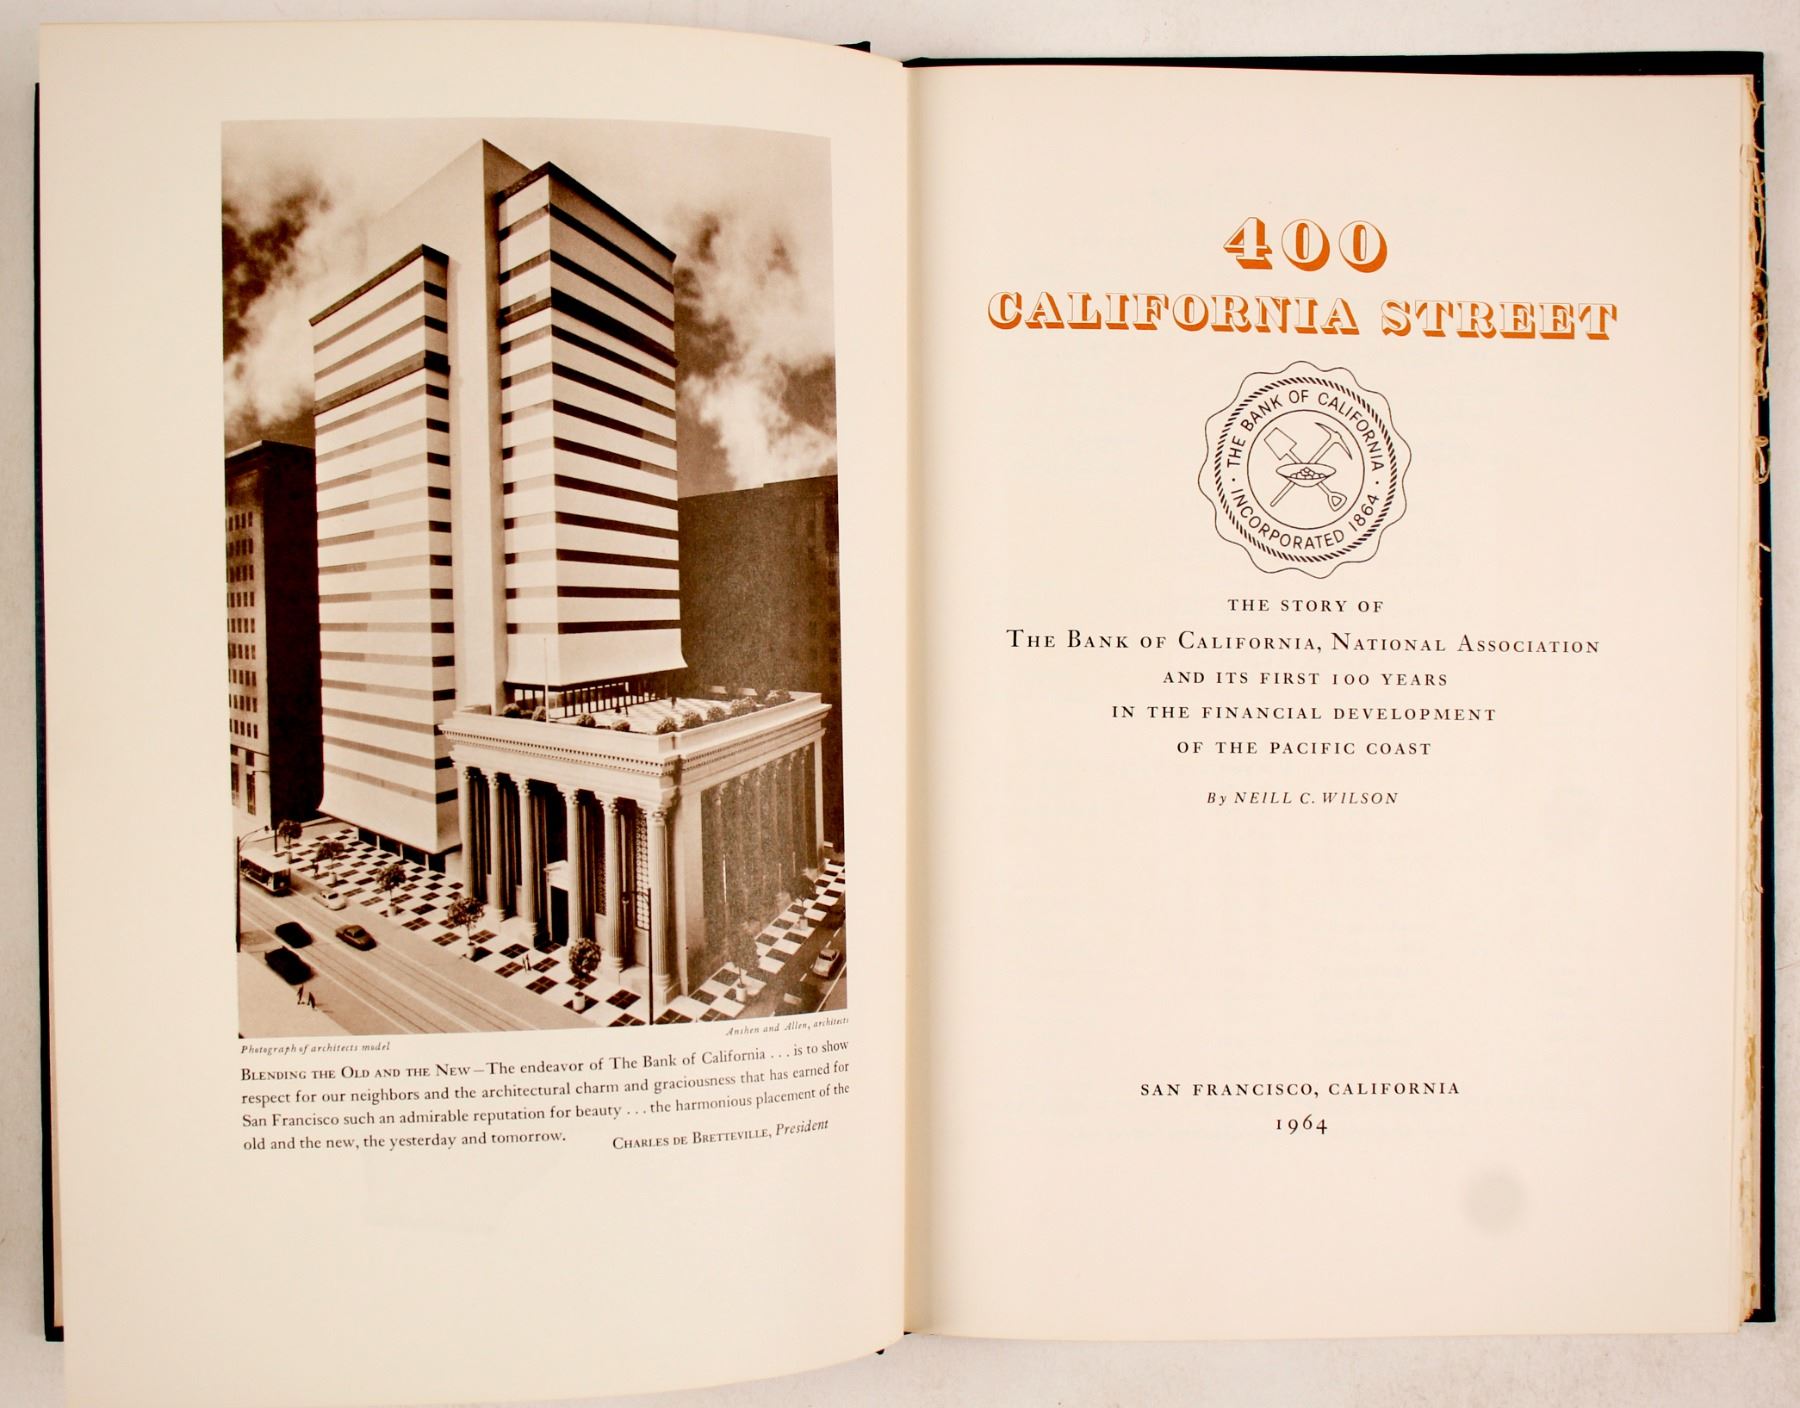 Photograph of architects model
Anshen and Allen, architects
BLENDING THE OLD AND THE NEW—The endeavor of The Bank of California . . . is to show
respect for our neighbors and the architectural charm and graciousness that has earned for
San Francisco such an admirable reputation for beauty . . . the harmonious placement of the
old and the new, the yesterday and tomorrow.
CHARLES DE BRETTEVILLE, President
400
CALIFORNIA STREET
THE BANK OF CALIFORNIA
INCORPORATED 1864
THE STORY OF
THE BANK OF CALIFORNIA, NATIONAL ASSOCIATION
AND ITS FIRST 100 YEARS
IN THE FINANCIAL DEVELOPMENT
OF THE PACIFIC COAST
By NEILL C. WILSON
SAN FRANCISCO, CALIFORNIA
1964